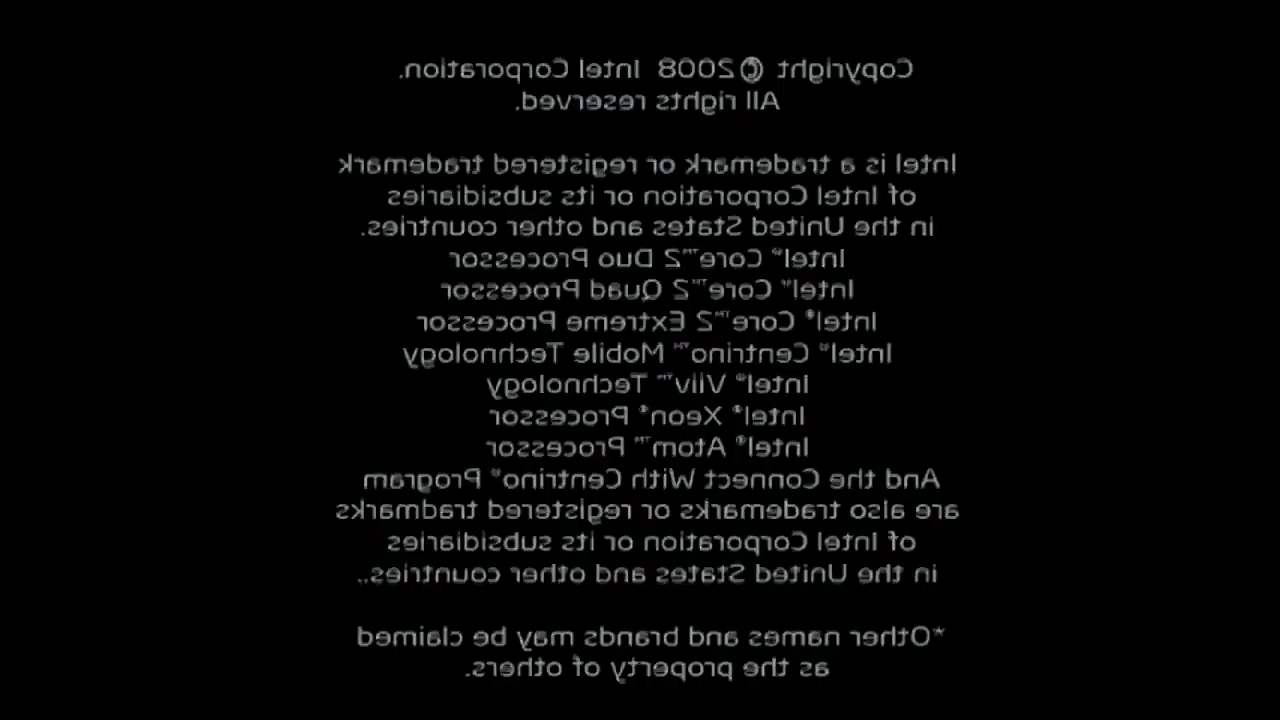 Copyright © 2008 Intel Corporation.
All rights reserved.
Intel is a trademark or registered trademark
of Intel Corporation or its subsidiaries
in the United States and other countries.
Intel® Core™2 Duo Processor
Intel® Core™2 Quad Processor
Intel® Core™2 Extreme Processor
Intel® Centrino™ Mobile Technology
Intel® Viiv™ Technology
Intel® Xeon® Processor
Intel® Atom™ Processor
And the Connect With Centrino® Program
are also trademarks or registered tradmarks
of Intel Corporation or its subsidiaries
in the United States and other countries..
*Other names and brands may be claimed
as the property of others.